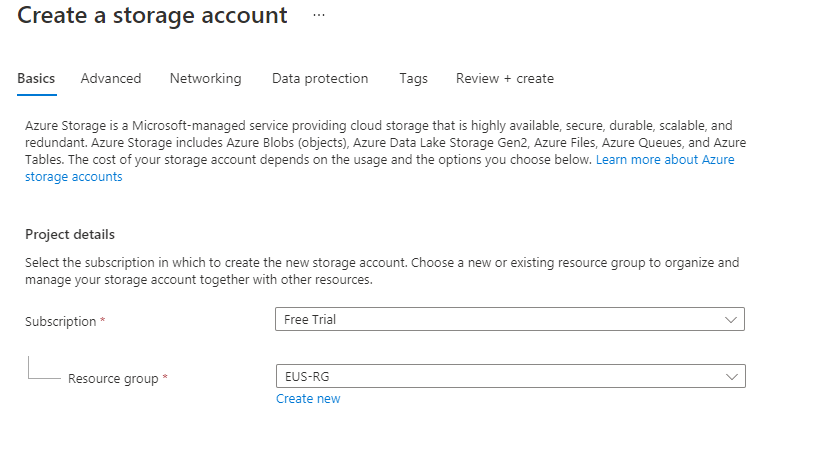 Create a storage account ...
Basics Advanced Networking Data protection Tags Review + create
Azure Storage is a Microsoft-managed service providing cloud storage that is highly available, secure, durable, scalable, and
redundant. Azure Storage includes Azure Blobs (objects), Azure Data Lake Storage Gen2, Azure Files, Azure Queues, and Azure
Tables. The cost of your storage account depends on the usage and the options you choose below. Learn more about Azure
storage accounts
Project details
Select the subscription in which to create the new storage account. Choose a new or existing resource group to organize and
manage your storage account together with other resources.
Subscription * Free Trial
Resource group * EUS-RG
Create new